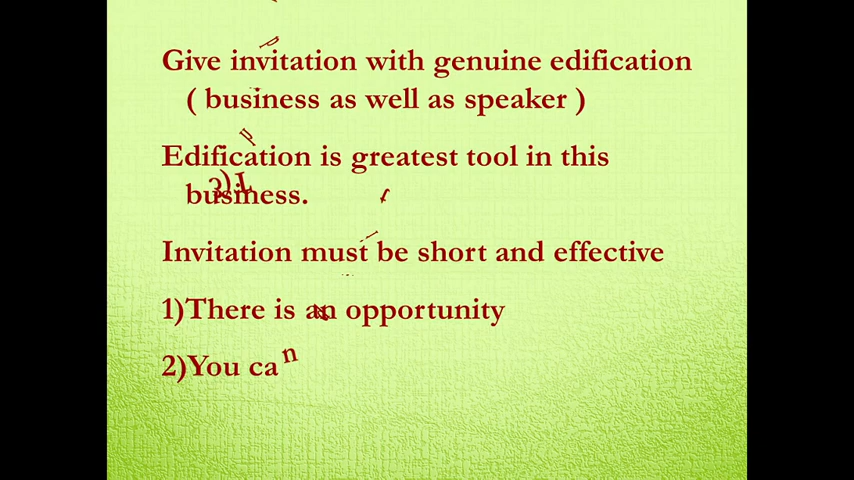 Give invitation with genuine edification
( business as well as speaker )
Edification is greatest tool in this
business.
Invitation must be short and effective
1)There is an opportunity
2)You can